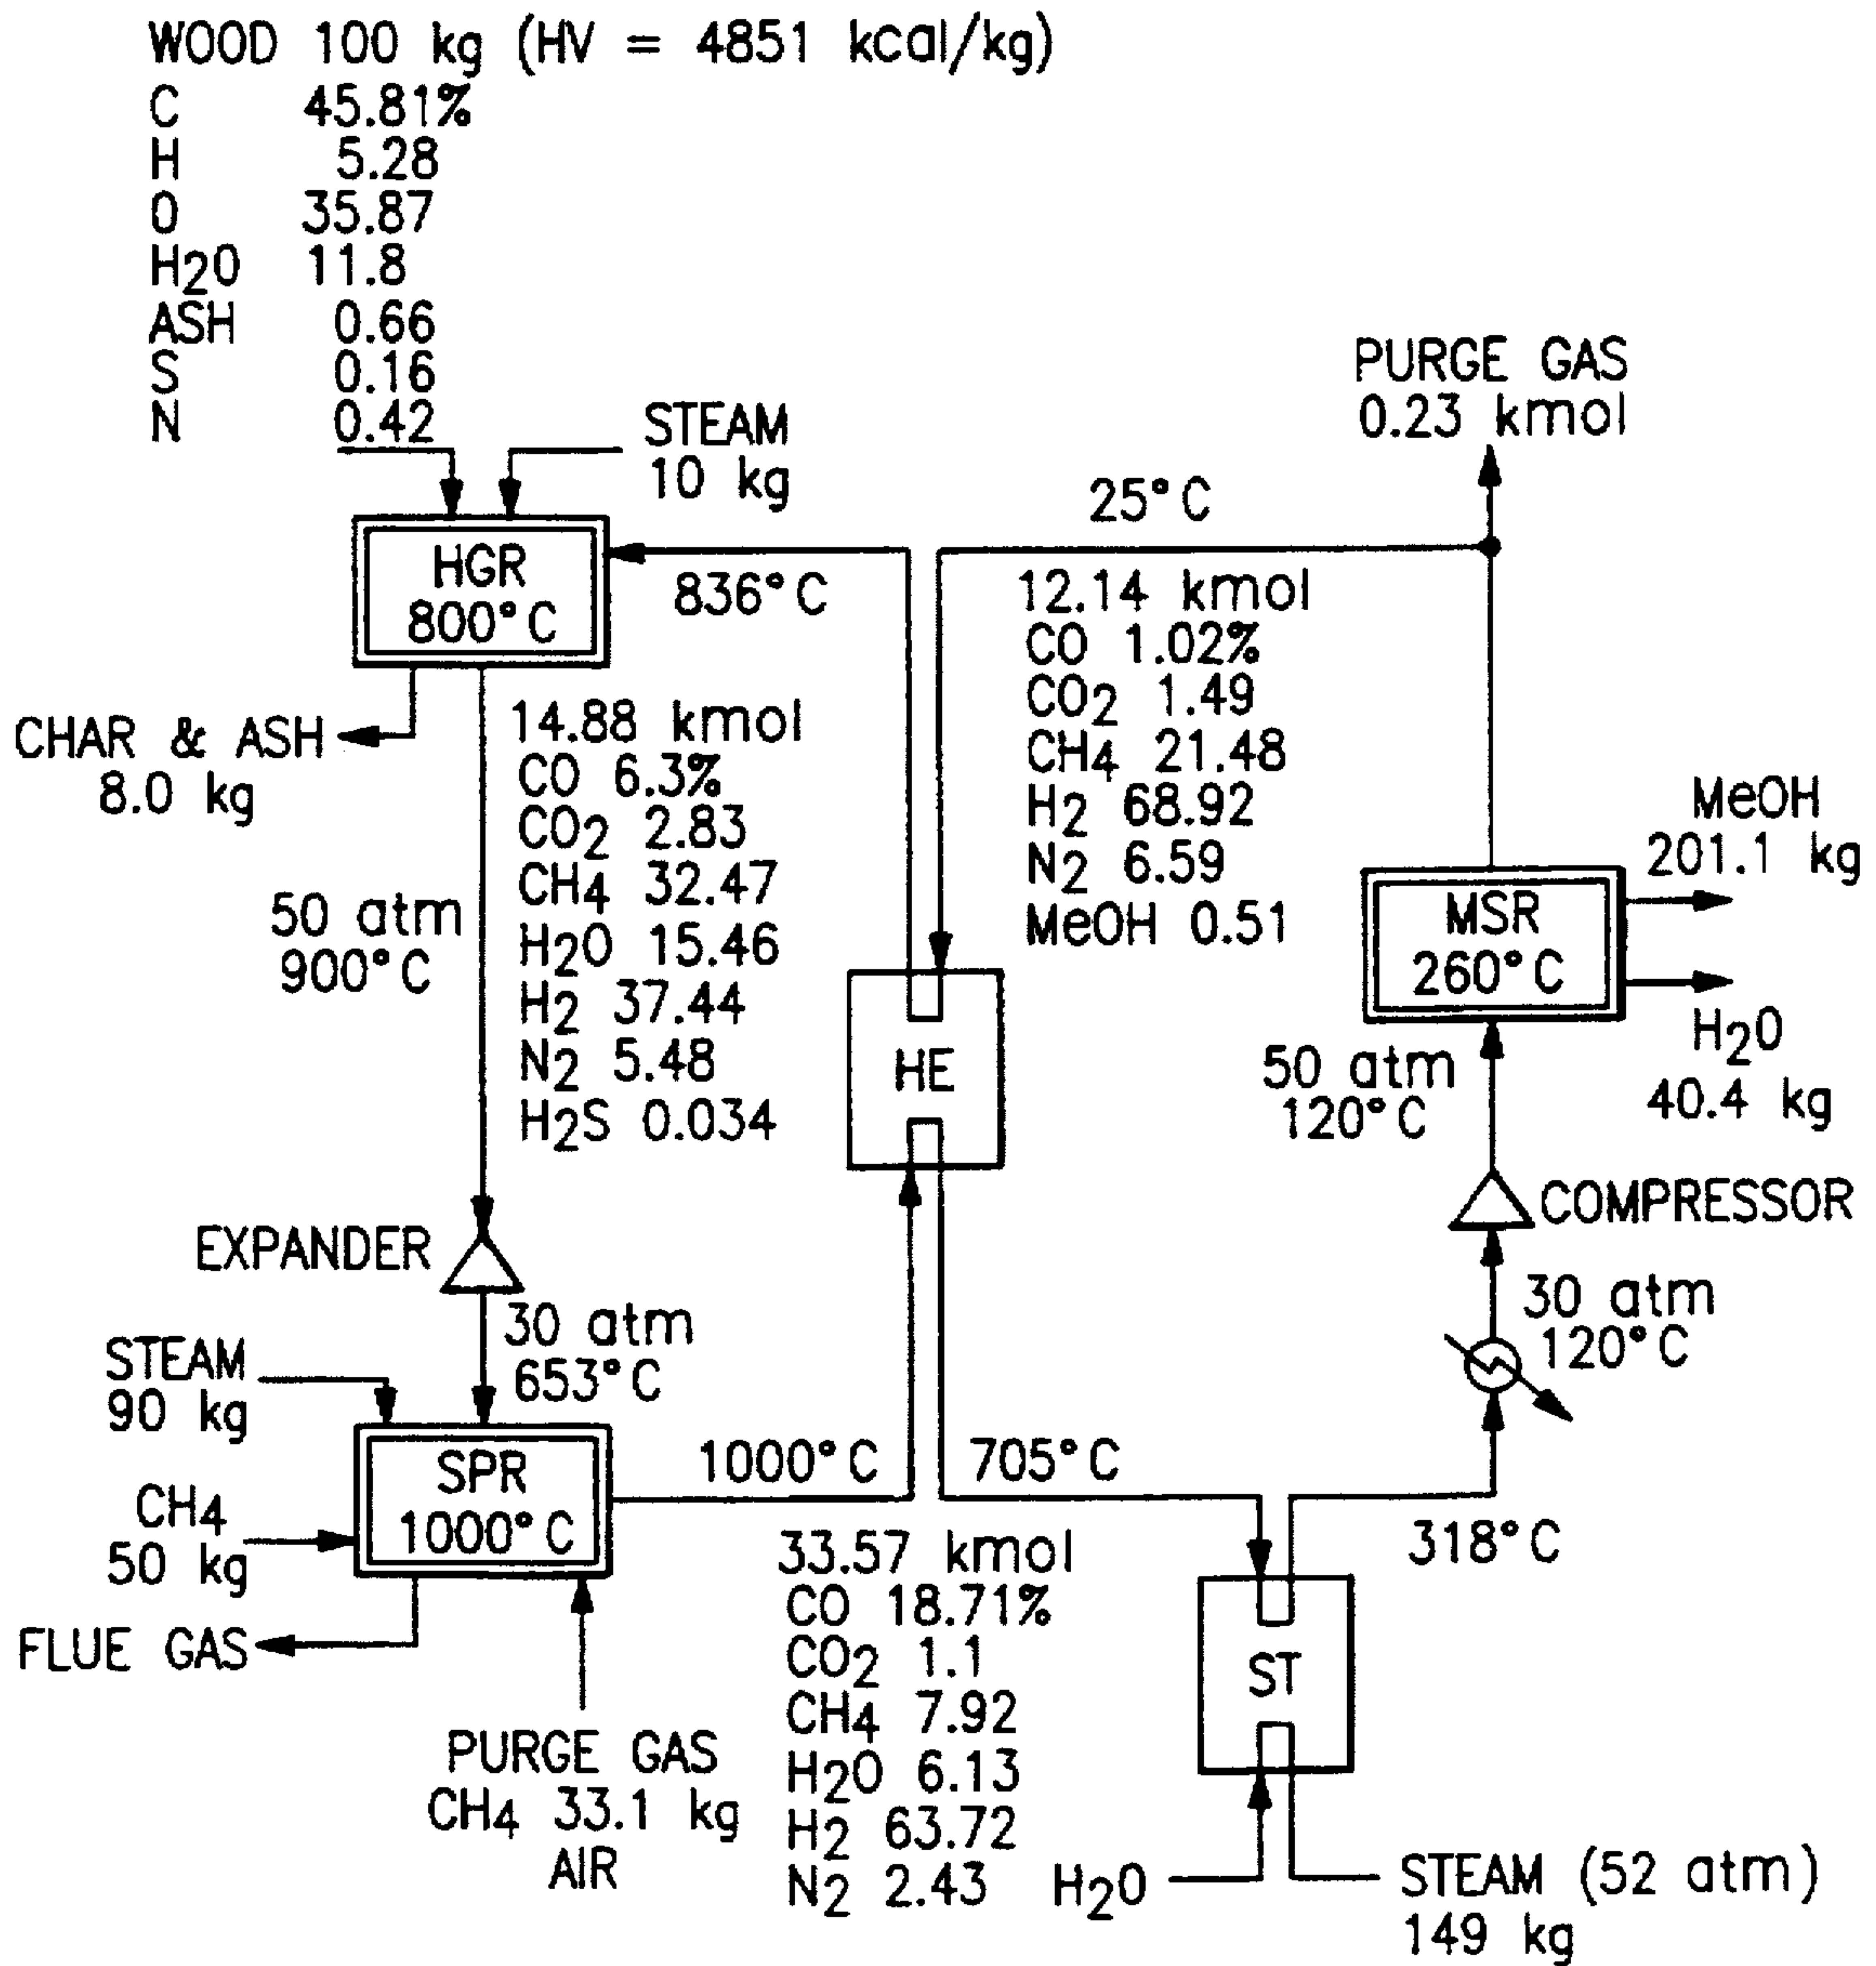 WOOD 100 kg (HV = 4851 kcal/kg)
C 45.81%
H 5.28
O 35.87
H2O 11.8
ASH 0.66
S 0.16
N 0.42
STEAM
10 kg
HGR
800°C
836°C
CHAR & ASH
8.0 kg
14.88 kmol
CO 6.3%
CO2 2.83
CH4 32.47
H2O 15.46
H2 37.44
N2 5.48
H2S 0.034
50 atm
900°C
EXPANDER
30 atm
653°C
STEAM
90 kg
CH4
50 kg
SPR
1000°C
FLUE GAS
PURGE GAS
CH4 33.1 kg
AIR
1000°C
33.57 kmol
CO 18.71%
CO2 1.1
CH4 7.92
H2O 6.13
H2 63.72
N2 2.43
HE
705°C
25°C
12.14 kmol
CO 1.02%
CO2 1.49
CH4 21.48
H2 68.92
N2 6.59
MeOH 0.51
PURGE GAS
0.23 kmol
MeOH
201.1 kg
MSR
260°C
H2O
40.4 kg
50 atm
120°C
COMPRESSOR
30 atm
120°C
318°C
ST
H2O
STEAM (52 atm)
149 kg